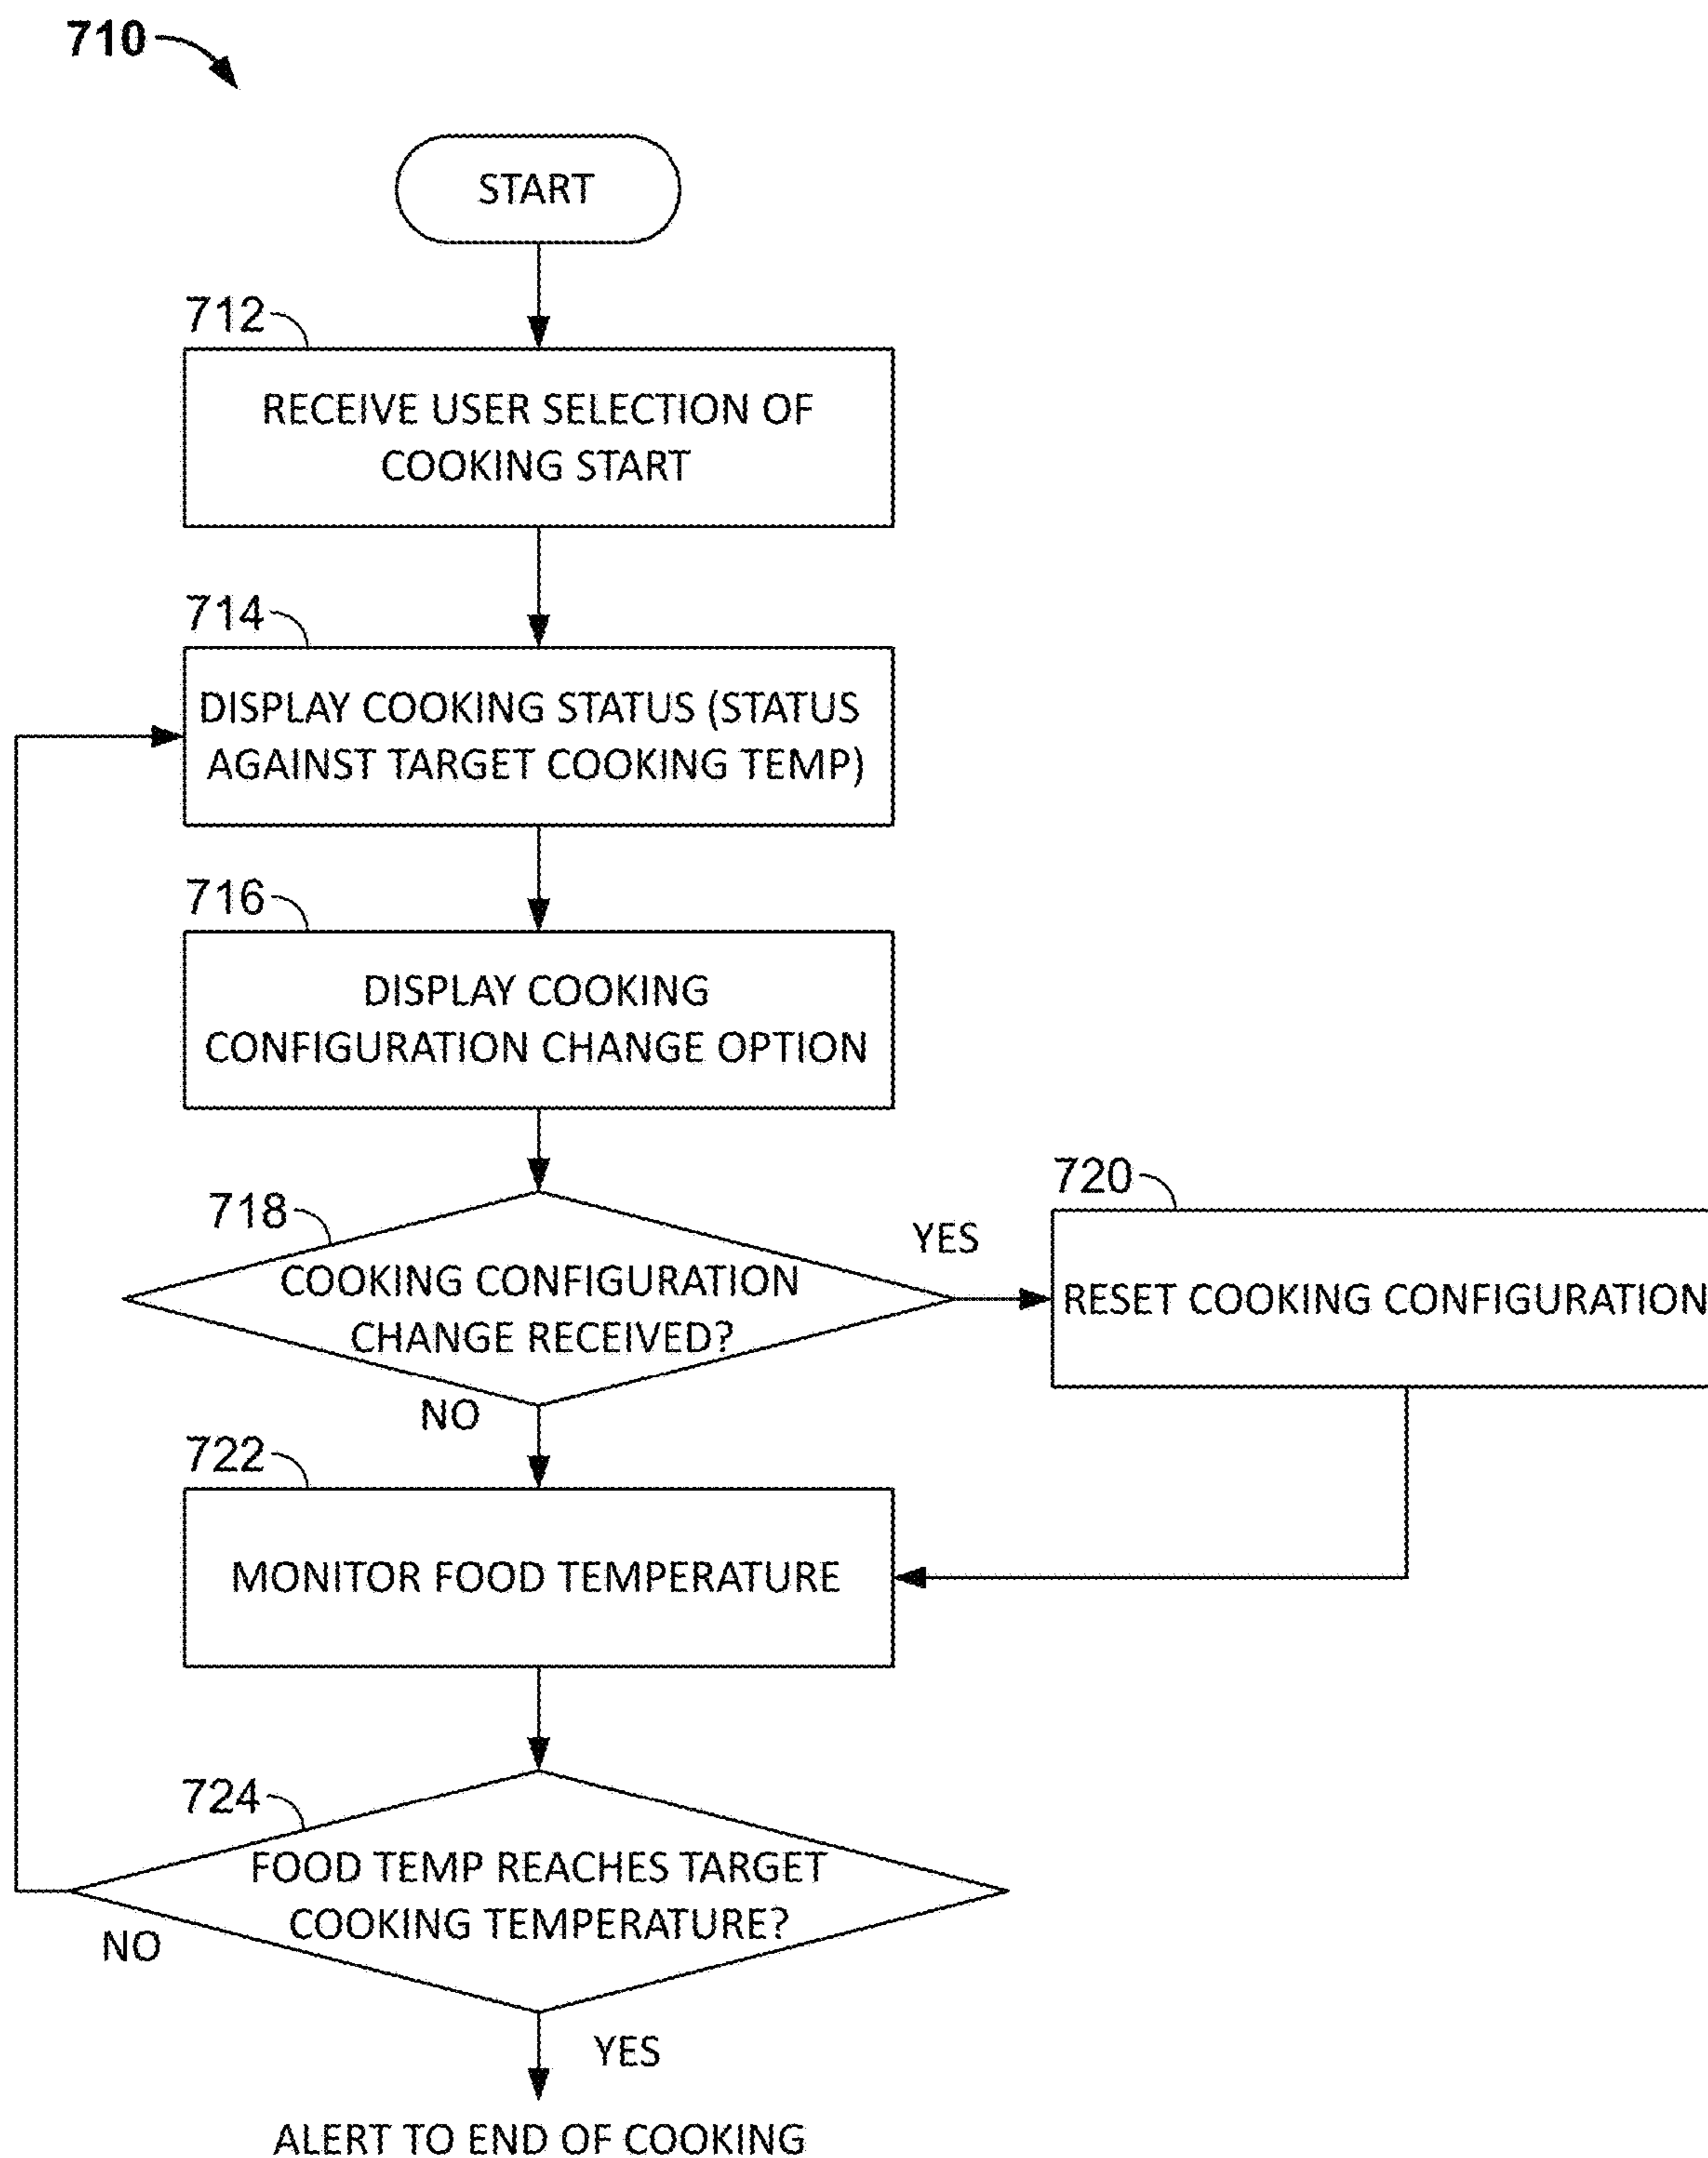 710
START
712
RECEIVE USER SELECTION OF
COOKING START
714
DISPLAY COOKING STATUS (STATUS
AGAINST TARGET COOKING TEMP)
716
DISPLAY COOKING
CONFIGURATION CHANGE OPTION
718
COOKING CONFIGURATION
CHANGE RECEIVED?
YES
720
RESET COOKING CONFIGURATION
NO
722
MONITOR FOOD TEMPERATURE
724
FOOD TEMP REACHES TARGET
COOKING TEMPERATURE?
NO
YES
ALERT TO END OF COOKING